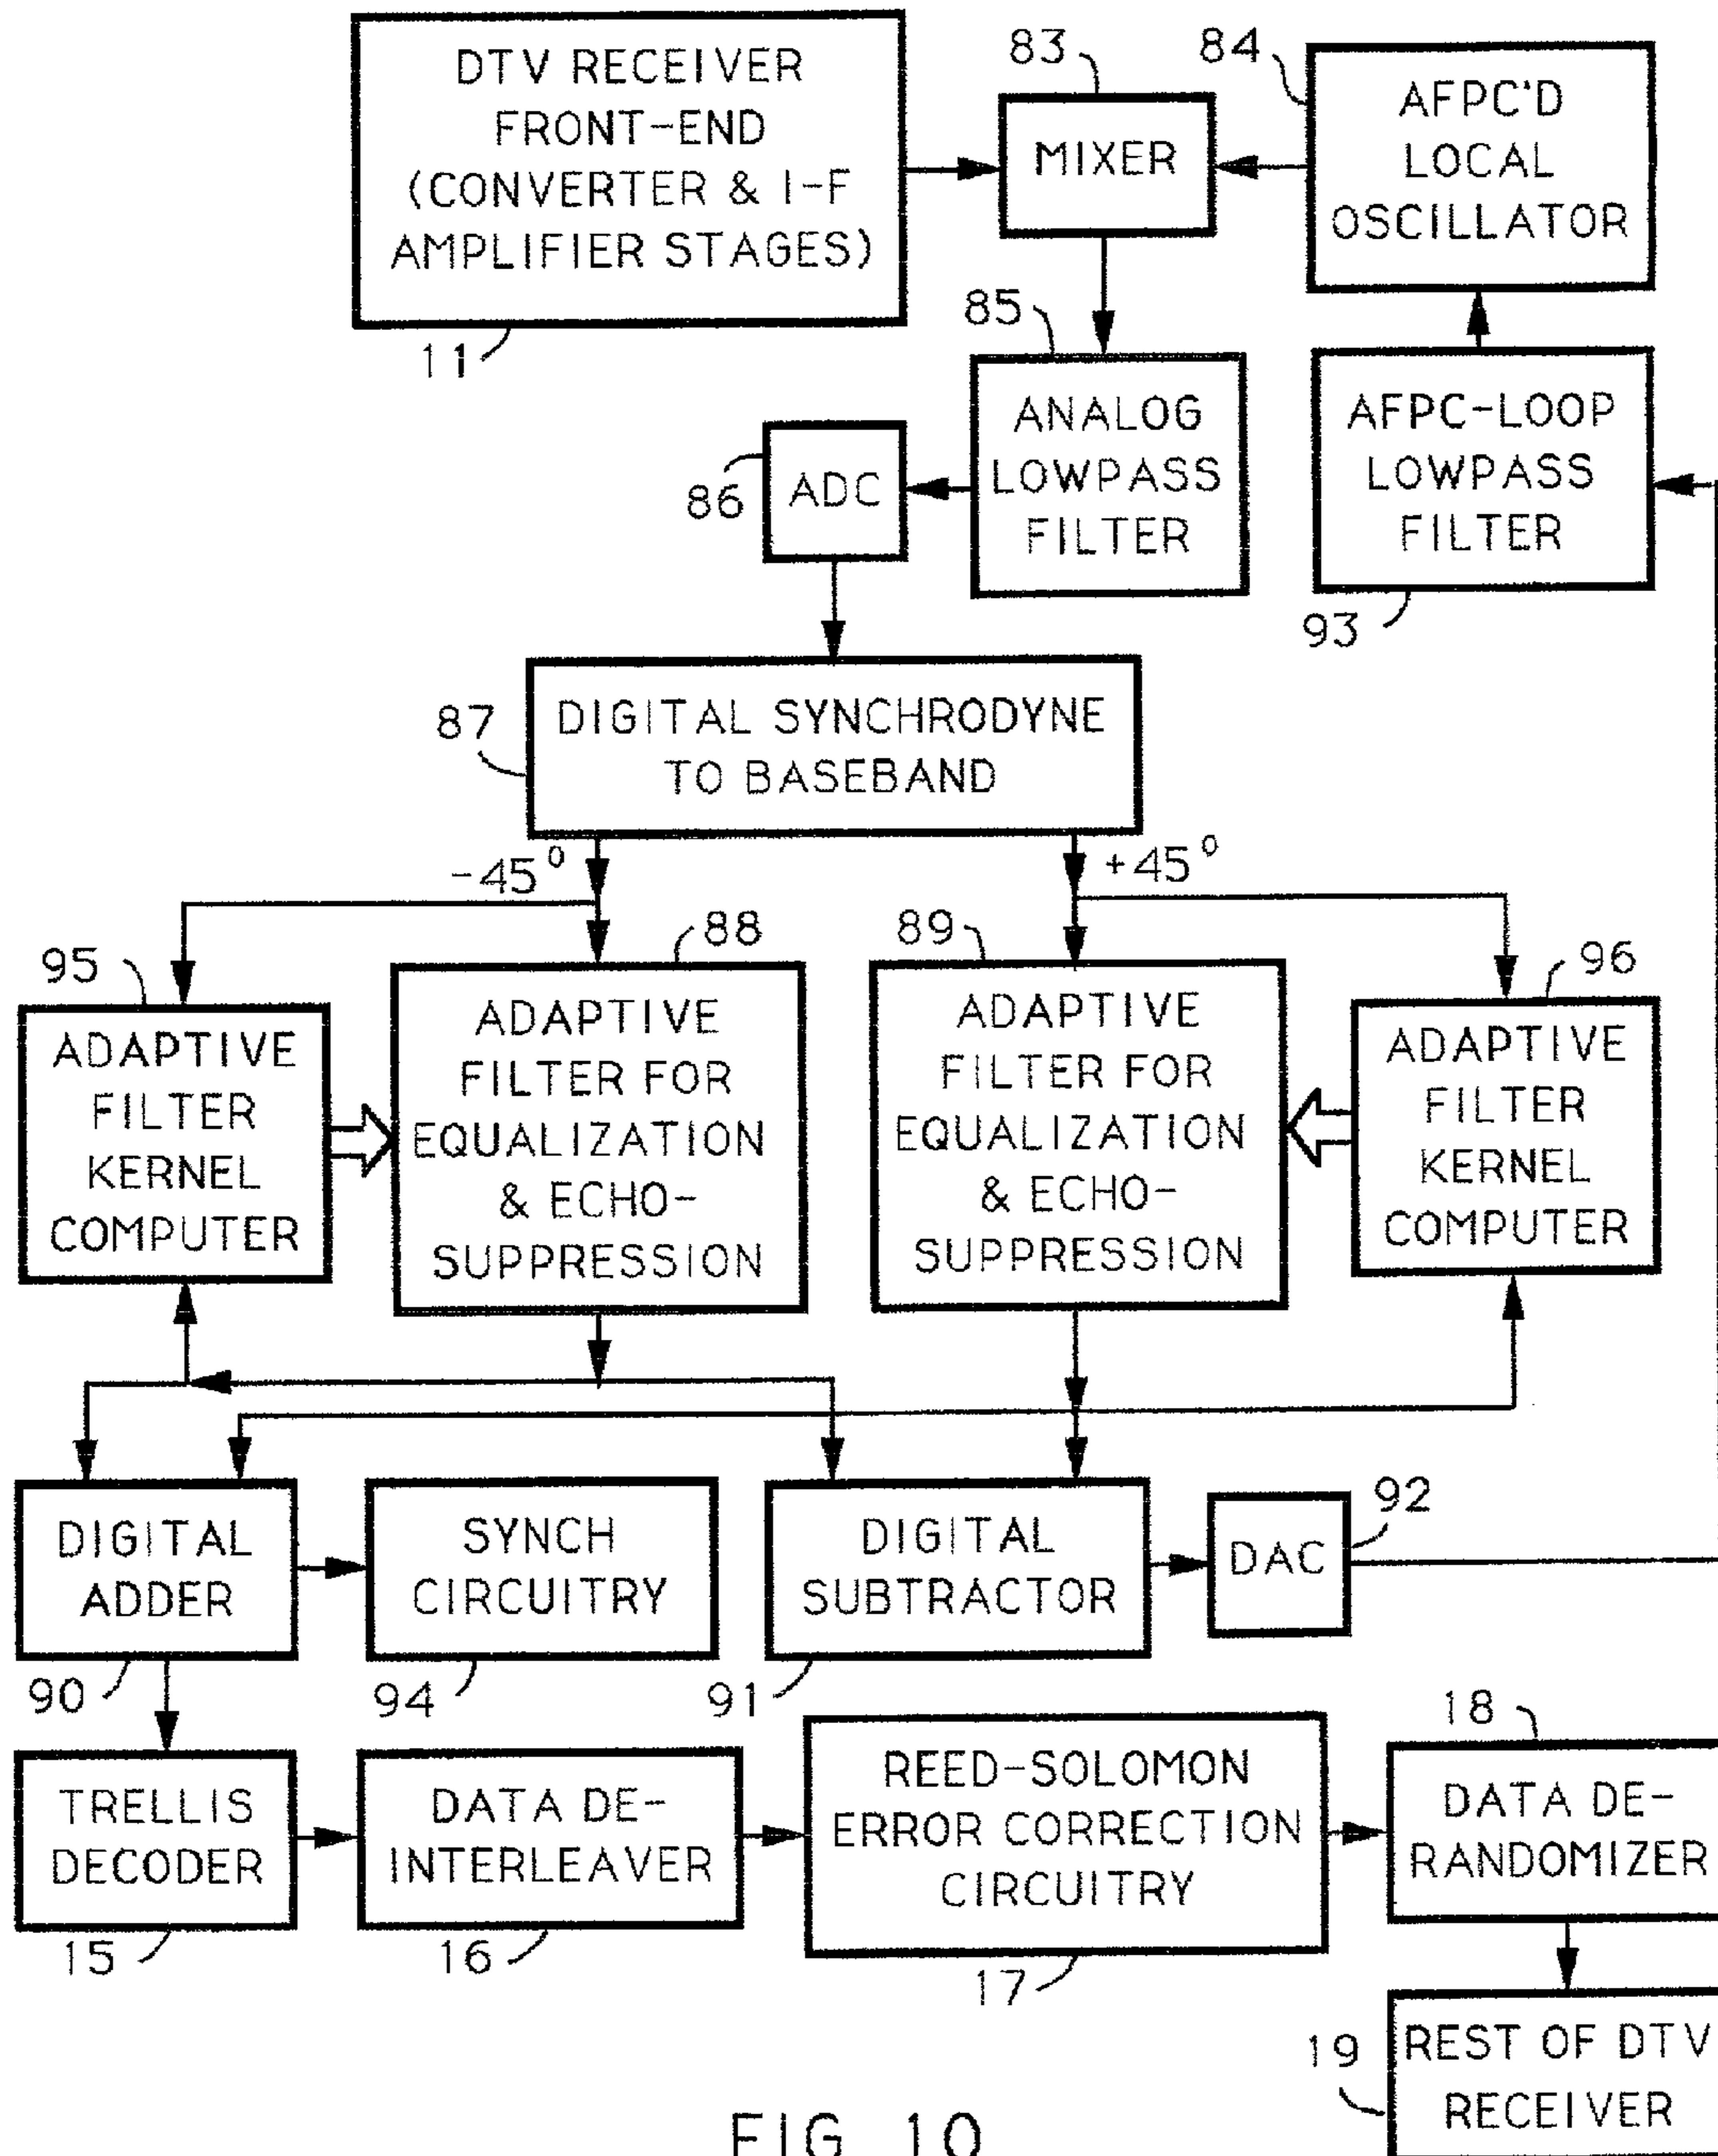 DTV RECEIVER
FRONT-END
(CONVERTER & I-F
AMPLIFIER STAGES)
11
83
MIXER
84
AFPC'D
LOCAL
OSCILLATOR
85
ANALOG
LOWPASS
FILTER
AFPC-LOOP
LOWPASS
FILTER
93
86
ADC
87
DIGITAL SYNCHRODYNE
TO BASEBAND
-45°
+45°
95
ADAPTIVE
FILTER
KERNEL
COMPUTER
88
ADAPTIVE
FILTER FOR
EQUALIZATION
& ECHO-
SUPPRESSION
89
ADAPTIVE
FILTER FOR
EQUALIZATION
& ECHO-
SUPPRESSION
96
ADAPTIVE
FILTER
KERNEL
COMPUTER
DIGITAL
ADDER
90
SYNCH
CIRCUITRY
94
DIGITAL
SUBTRACTOR
91
DAC
92
TRELLIS
DECODER
15
DATA DE-
INTERLEAVER
16
REED-SOLOMON
ERROR CORRECTION
CIRCUITRY
17
18
DATA DE-
RANDOMIZER
19
REST OF DTV
RECEIVER
FIG. 10